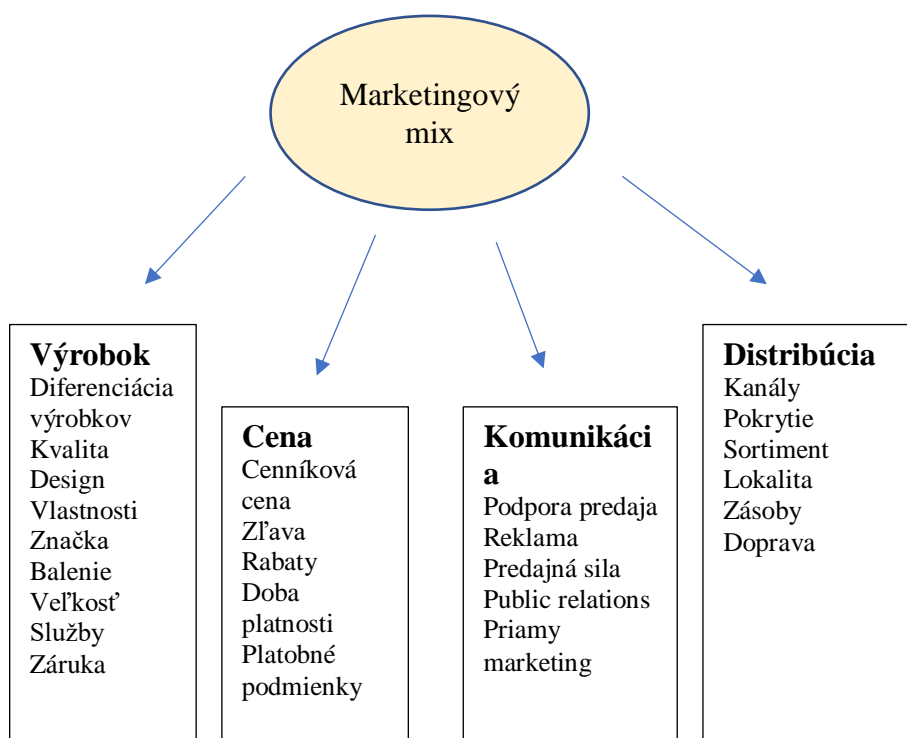 Marketingový
mix
Výrobok
Diferenciácia
výrobkov
Kvalita
Design
Vlastnosti
Značka
Balenie
Veľkosť
Služby
Záruka
Cena
Cenníková
cena
Zľava
Rabaty
Doba
platnosti
Platobné
podmienky
Komunikáci
a
Podpora predaja
Reklama
Predajná sila
Public relations
Priamy
marketing
Distribúcia
Kanály
Pokrytie
Sortiment
Lokalita
Zásoby
Doprava